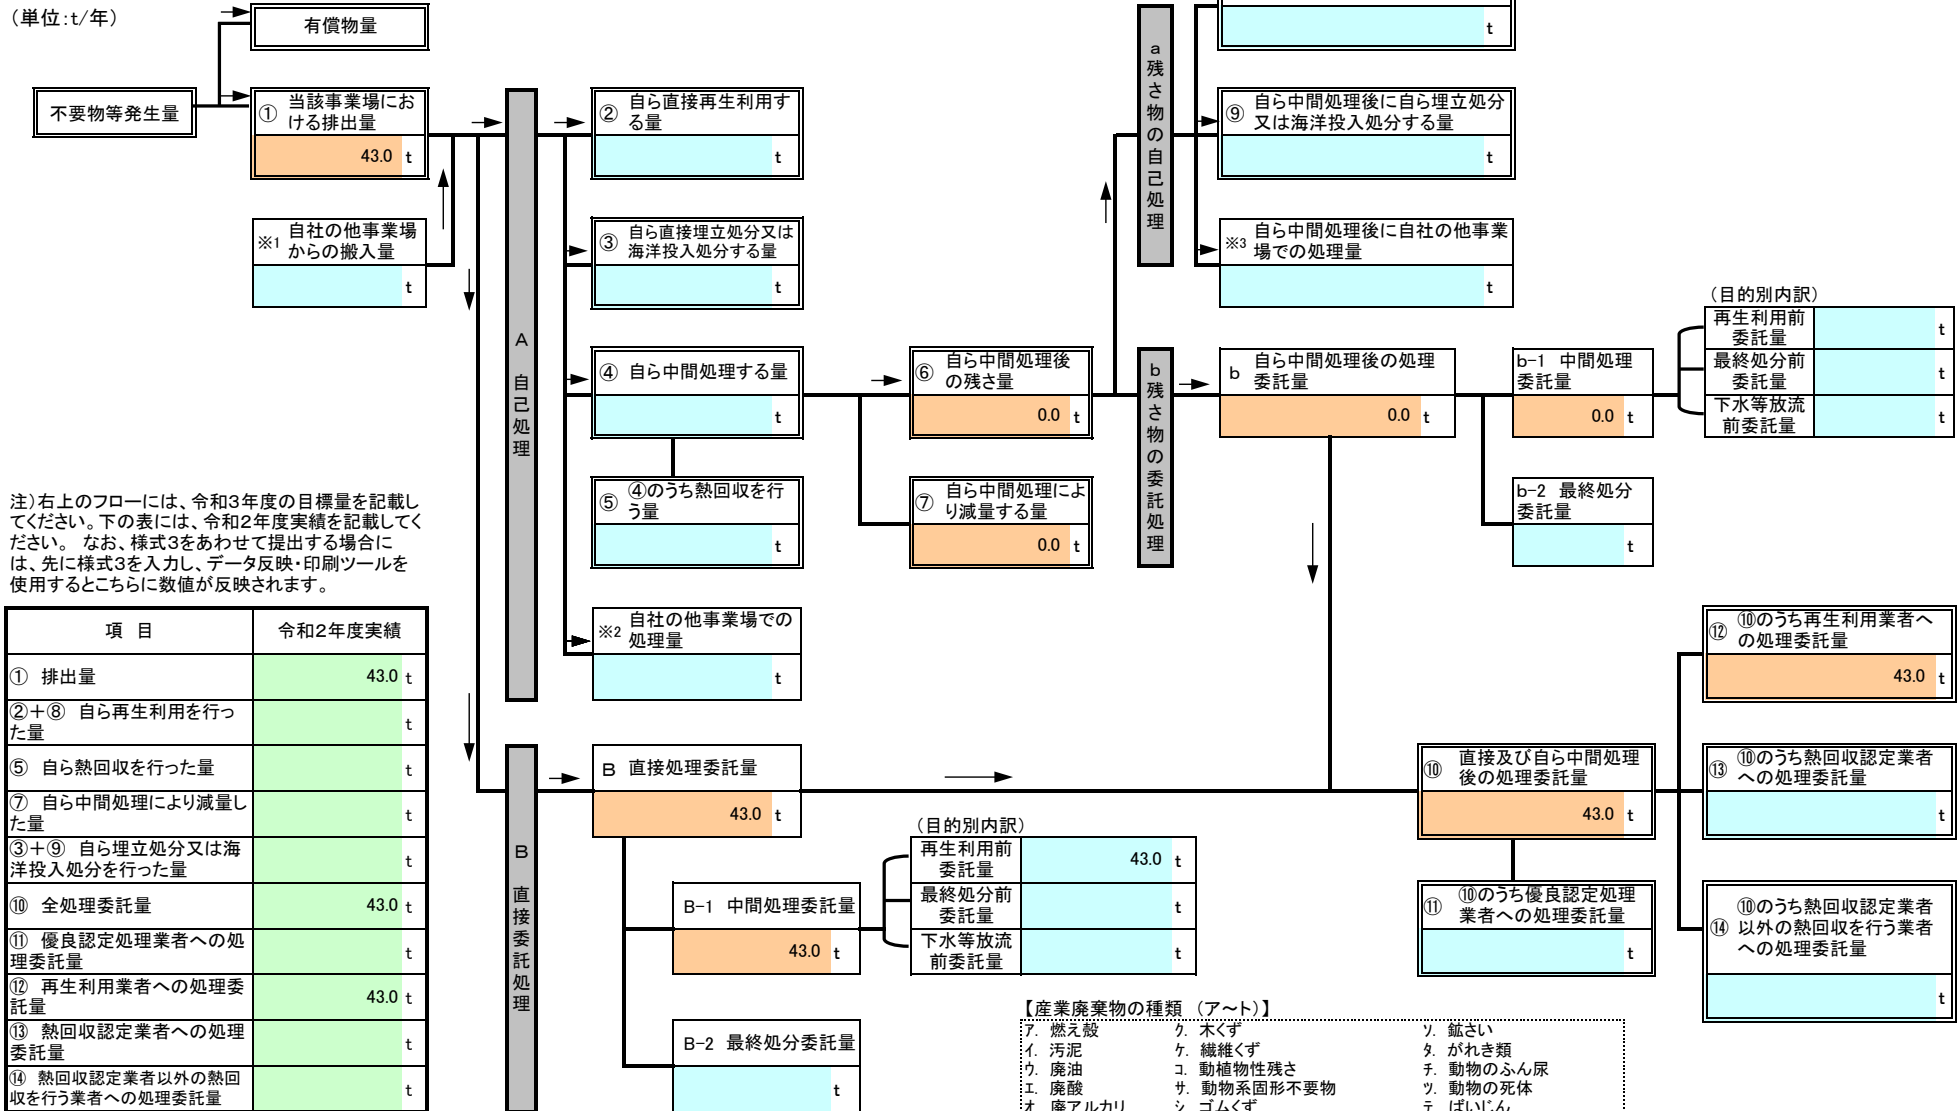 (単位:t/年)
有償物量
不要物等発生量
① 当該事業場にお
ける排出量
43.0 t
※1 自社の他事業場
からの搬入量
t
A 自己処理
② 自ら直接再生利用す
る量
t
③ 自ら直接埋立処分又は
海洋投入処分する量
t
④ 自ら中間処理する量
t
⑤ ④のうち熱回収を行
う量
t
※2 自社の他事業場での
処理量
t
⑥ 自ら中間処理後
の残さ量
0.0 t
⑦ 自ら中間処理によ
り減量する量
0.0 t
a 残さ物の自己処理
t
⑨ 自ら中間処理後に自ら埋立処分
又は海洋投入処分する量
t
※3 自ら中間処理後に自社の他事業
場での処理量
t
b 残さ物の委託処理
b 自ら中間処理後の処理
委託量
0.0 t
b-1 中間処理
委託量
0.0 t
(目的別内訳)
再生利用前
委託量
t
最終処分前
委託量
t
下水等放流
前委託量
t
b-2 最終処分
委託量
t
注)右上のフローには、令和3年度の目標量を記載し
てください。下の表には、令和2年度実績を記載してく
ださい。 なお、様式3をあわせて提出する場合に
は、先に様式3を入力し、データ反映・印刷ツールを
使用するとこちらに数値が反映されます。
項 目 令和2年度実績
① 排出量 43.0 t
②+⑧ 自ら再生利用を行っ
た量
t
⑤ 自ら熱回収を行った量 t
⑦ 自ら中間処理により減量し
た量
t
③+⑨ 自ら埋立処分又は海
洋投入処分を行った量
t
⑩ 全処理委託量 43.0 t
⑪ 優良認定処理業者への処
理委託量
t
⑫ 再生利用業者への処理委
託量
43.0 t
⑬ 熱回収認定業者への処理
委託量
t
⑭ 熱回収認定業者以外の熱回
収を行う業者への処理委託量
t
B 直接委託処理
B 直接処理委託量
43.0 t
B-1 中間処理委託量
43.0 t
(目的別内訳)
再生利用前
委託量
43.0 t
最終処分前
委託量
t
下水等放流
前委託量
t
B-2 最終処分委託量
t
⑩ 直接及び自ら中間処理
後の処理委託量
43.0 t
⑪ ⑩のうち優良認定処理
業者への処理委託量
t
⑫ ⑩のうち再生利用業者へ
の処理委託量
43.0 t
⑬ ⑩のうち熱回収認定業者
への処理委託量
t
⑭ ⑩のうち熱回収認定業者
以外の熱回収を行う業者
への処理委託量
t
【産業廃棄物の種類 (ア~ト)】
ア. 燃え殻 ク. 木くず ソ. 鉱さい
イ. 汚泥 ケ. 繊維くず タ. がれき類
ウ. 廃油 コ. 動植物性残さ チ. 動物のふん尿
エ. 廃酸 サ. 動物系固形不要物 ツ. 動物の死体
オ. 廃アルカリ シ. ゴムくず テ. ばいじん